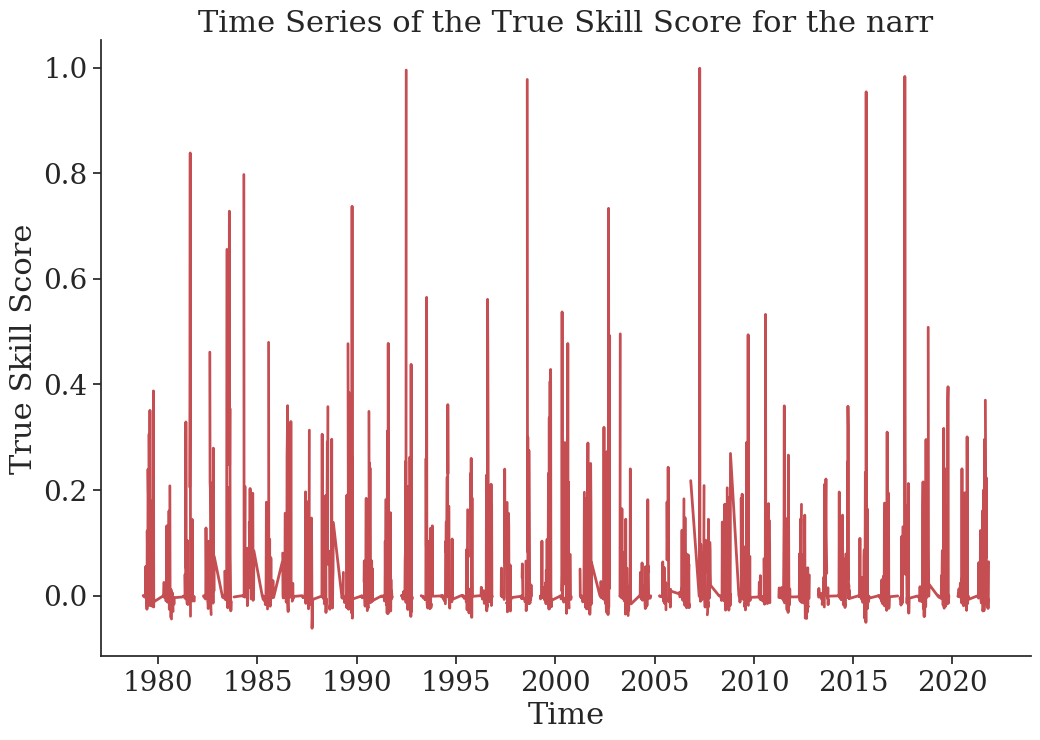 Time Series of the True Skill Score for the narr
True Skill Score
1.0
0.8
0.6
0.4
0.2
0.0
1980 1985 1990 1995 2000 2005 2010 2015 2020
Time